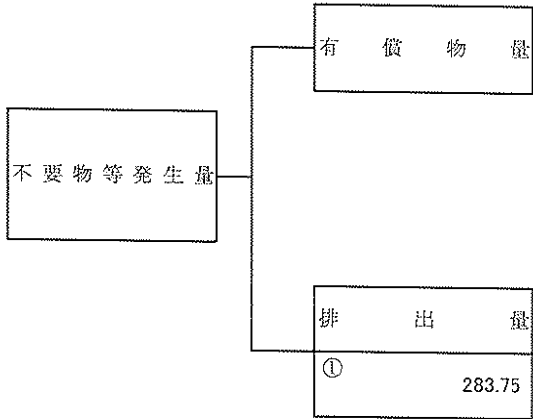 有償物量
不要物等発生量
排出量
①
283.75